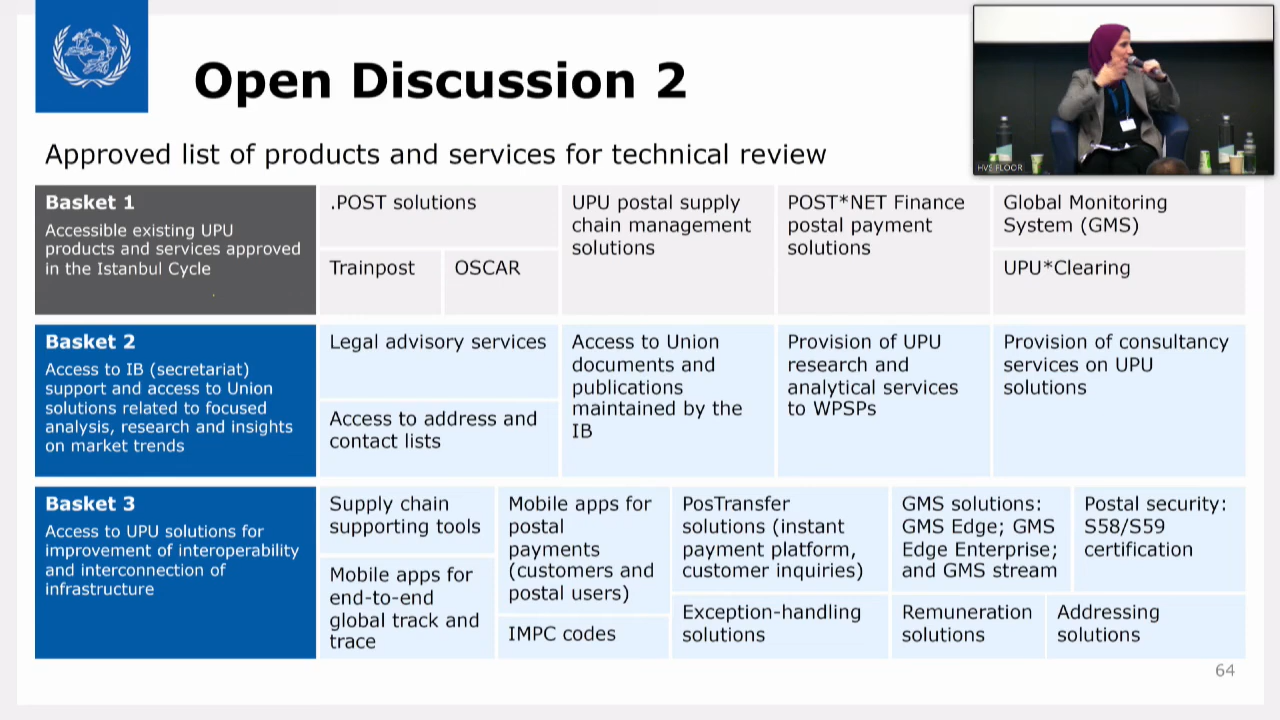 Open Discussion 2
Approved list of products and services for technical review
Basket 1
Accessible existing UPU
products and services approved
in the Istanbul Cycle
.POST solutions
Trainpost
OSCAR
UPU postal supply
chain management
solutions
POST*NET Finance
postal payment
solutions
Global Monitoring
System (GMS)
UPU*Clearing
Basket 2
Access to IB (secretariat)
support and access to Union
solutions related to focused
analysis, research and insights
on market trends
Legal advisory services
Access to address and
contact lists
Access to Union
documents and
publications
maintained by the
IB
Provision of UPU
research and
analytical services
to WPSPs
Provision of consultancy
services on UPU
solutions
Basket 3
Access to UPU solutions for
improvement of interoperability
and interconnection of
infrastructure
Supply chain
supporting tools
Mobile apps for
end-to-end
global track and
trace
Mobile apps for
postal
payments
(customers and
postal users)
IMPC codes
PosTransfer
solutions (instant
payment platform,
customer inquiries)
Exception-handling
solutions
GMS solutions:
GMS Edge; GMS
Edge Enterprise;
and GMS stream
Remuneration
solutions
Postal security:
S58/S59
certification
Addressing
solutions
64
HVS FLOOR